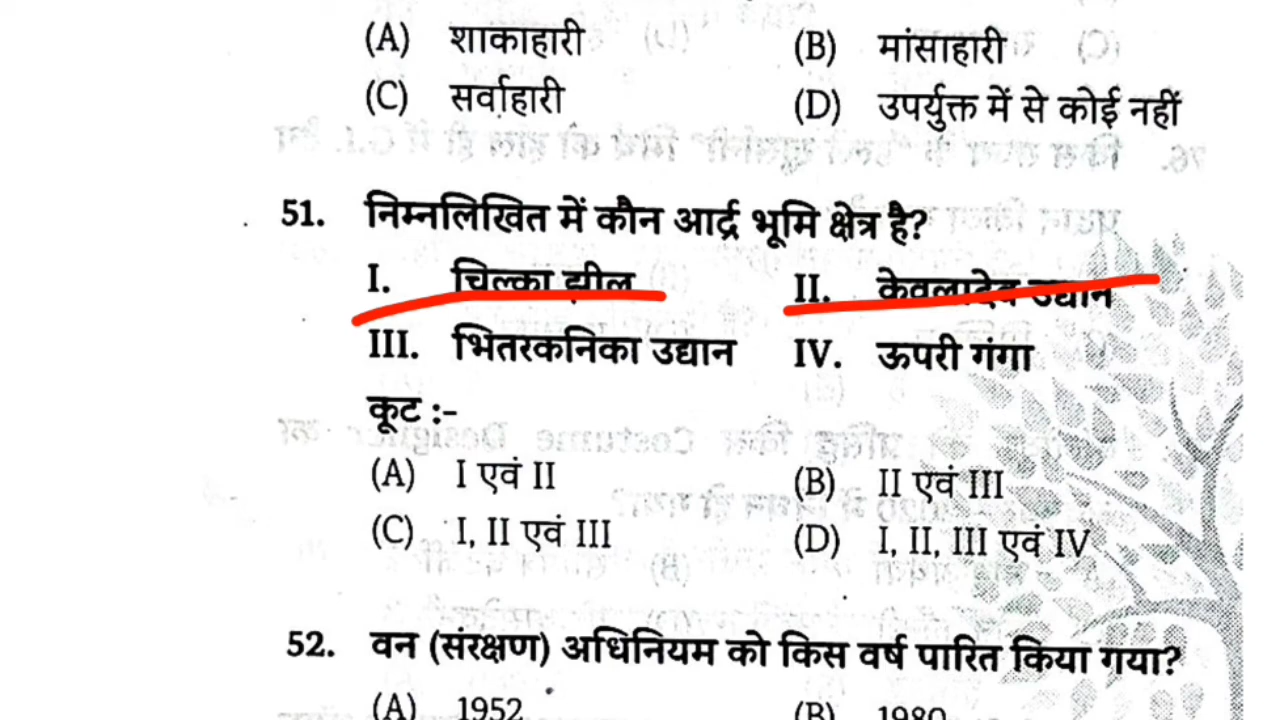 (A) शाकाहारी (B) मांसाहारी
(C) सर्वाहारी (D) उपर्युक्त में से कोई नहीं
51. निम्नलिखित में कौन आर्द्र भूमि क्षेत्र है?
I. चिल्का झील II. केवलादेव उद्यान
III. भितरकनिका उद्यान IV. ऊपरी गंगा
कूट :-
(A) I एवं II (B) II एवं III
(C) I, II एवं III (D) I, II, III एवं IV
52. वन (संरक्षण) अधिनियम को किस वर्ष पारित किया गया?
(A) 1952 (B) 1980